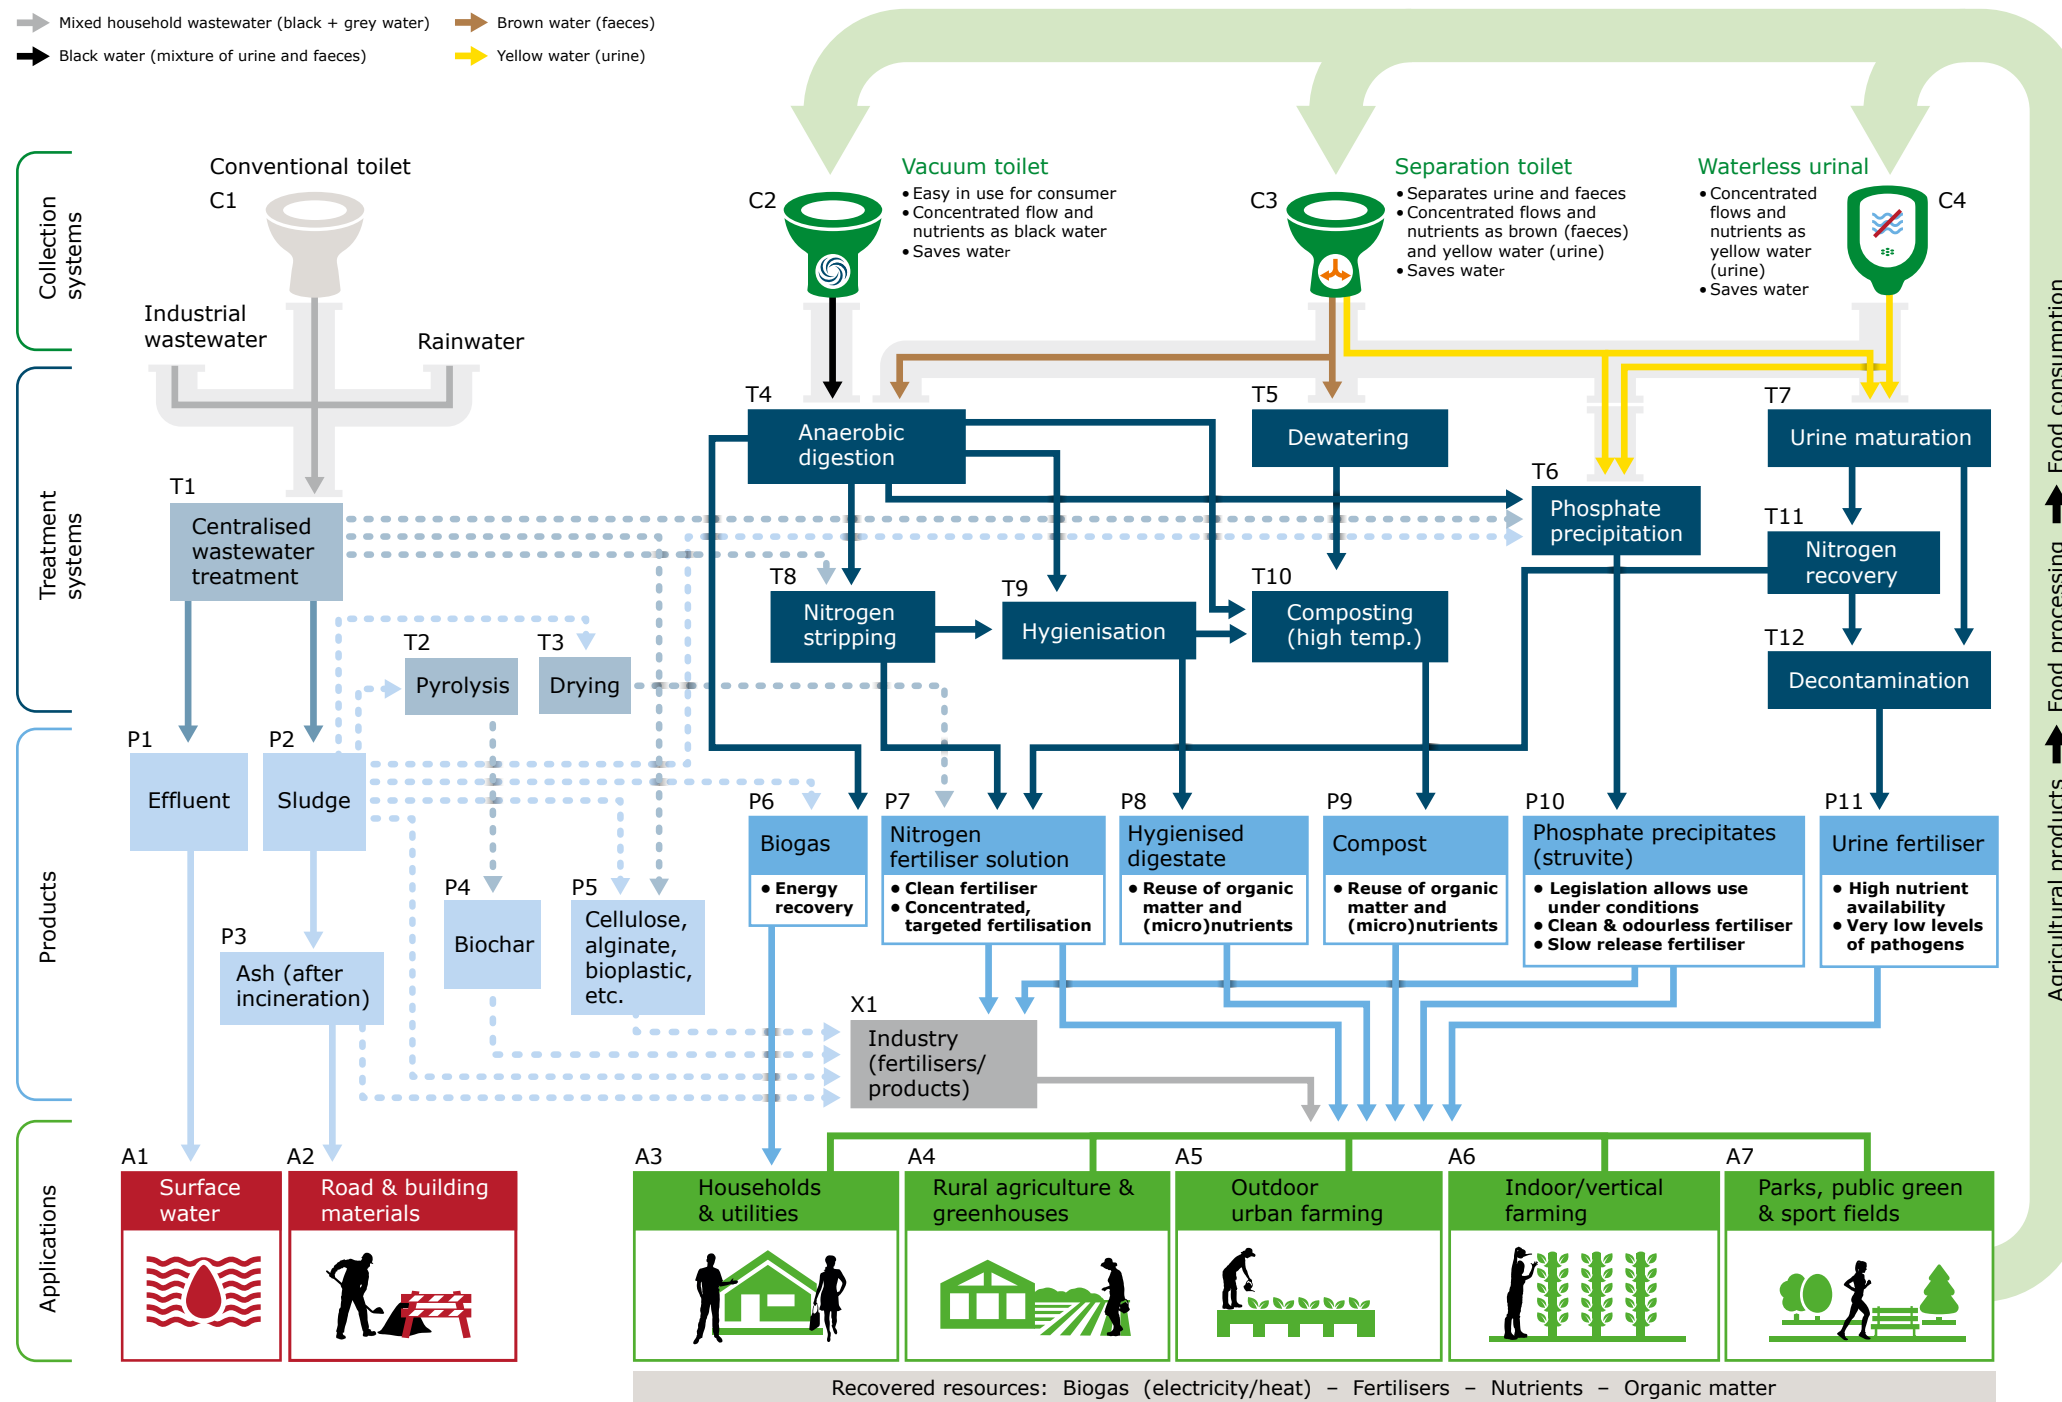 Mixed household wastewater (black + grey water)
Brown water (faeces)
Black water (mixture of urine and faeces)
Yellow water (urine)
Collection
systems
Conventional toilet
C1
Industrial
wastewater
Rainwater
C2
Vacuum toilet
• Easy in use for consumer
• Concentrated flow and
nutrients as black water
• Saves water
C3
Separation toilet
• Separates urine and faeces
• Concentrated flows and
nutrients as brown (faeces)
and yellow water (urine)
• Saves water
Waterless urinal
• Concentrated
flows and
nutrients as
yellow water
(urine)
• Saves water
C4
Treatment
systems
T1
Centralised
wastewater
treatment
T2
Pyrolysis
T3
Drying
T4
Anaerobic
digestion
T5
Dewatering
T6
Phosphate
precipitation
T7
Urine maturation
T8
Nitrogen
stripping
T9
Hygienisation
T10
Composting
(high temp.)
T11
Nitrogen
recovery
T12
Decontamination
Products
P1
Effluent
P2
Sludge
P3
Ash (after
incineration)
P4
Biochar
P5
Cellulose,
alginate,
bioplastic,
etc.
P6
Biogas
• Energy
recovery
P7
Nitrogen
fertiliser solution
• Clean fertiliser
• Concentrated,
targeted fertilisation
P8
Hygienised
digestate
• Reuse of organic
matter and
(micro)nutrients
P9
Compost
• Reuse of organic
matter and
(micro)nutrients
P10
Phosphate precipitates
(struvite)
• Legislation allows use
under conditions
• Clean & odourless fertiliser
• Slow release fertiliser
P11
Urine fertiliser
• High nutrient
availability
• Very low levels
of pathogens
X1
Industry
(fertilisers/
products)
Applications
A1
Surface
water
A2
Road & building
materials
A3
Households
& utilities
A4
Rural agriculture &
greenhouses
A5
Outdoor
urban farming
A6
Indoor/vertical
farming
A7
Parks, public green
& sport fields
Agricultural products Food processing Food consumption
Recovered resources: Biogas (electricity/heat) – Fertilisers – Nutrients – Organic matter